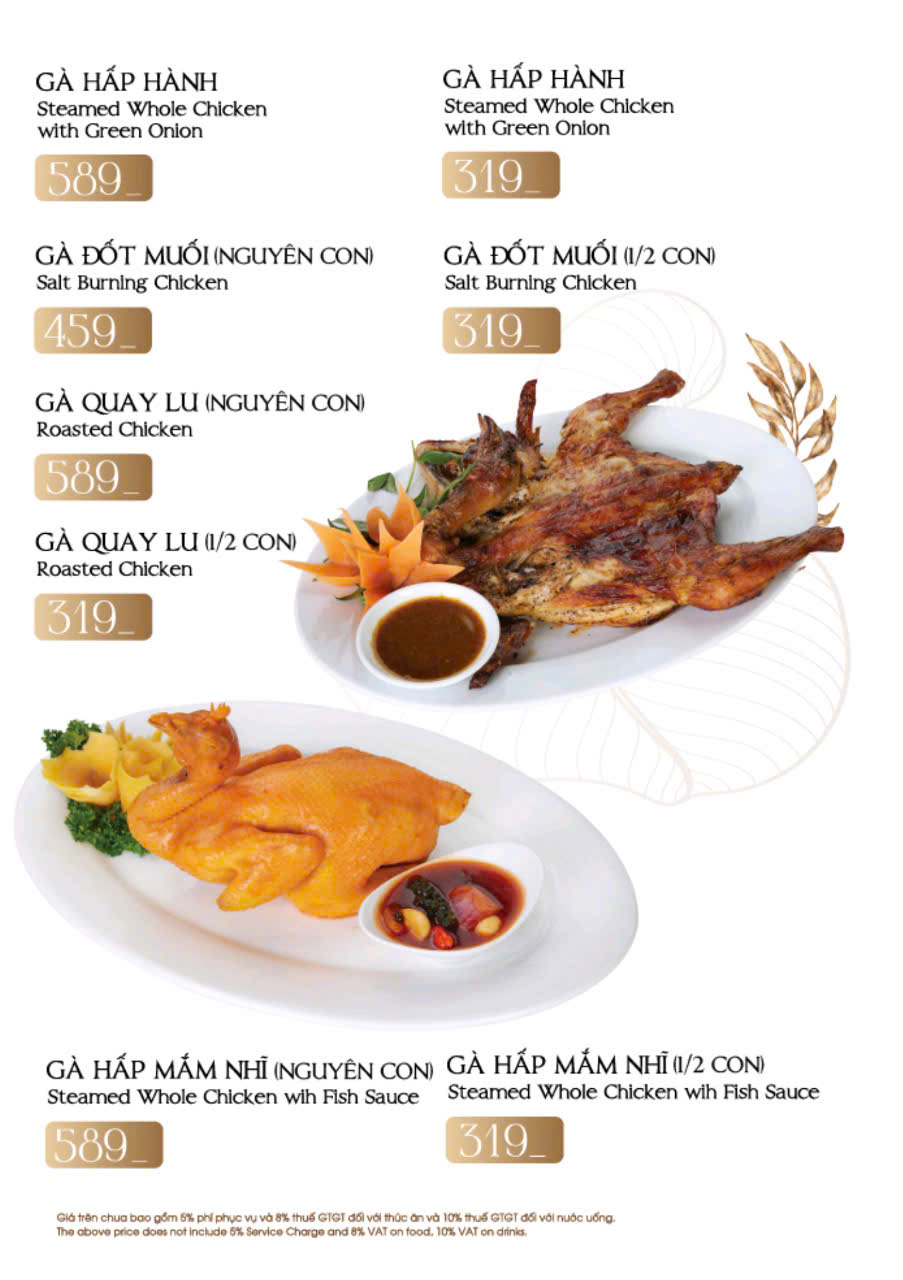 GÀ HẤP HÀNH
Steamed Whole Chicken
with Green Onion
589_
GÀ HẤP HÀNH
Steamed Whole Chicken
with Green Onion
319_
GÀ ĐỐT MUỐI (NGUYÊN CON)
Salt Burning Chicken
459_
GÀ ĐỐT MUỐI (1/2 CON)
Salt Burning Chicken
319_
GÀ QUAY LU (NGUYÊN CON)
Roasted Chicken
589_
GÀ QUAY LU (1/2 CON)
Roasted Chicken
319_
GÀ HẤP MẮM NHĨ (NGUYÊN CON)
Steamed Whole Chicken wih Fish Sauce
589_
GÀ HẤP MẮM NHĨ (1/2 CON)
Steamed Whole Chicken wih Fish Sauce
319_
Giá trên chua bao gồm 5% phí phục vụ và 8% thuế GTGT đối với thức ăn và 10% thuế GTGT đối với nuớc uống.
The above price does not include 5% Service Charge and 8% VAT on food, 10% VAT on drinks.